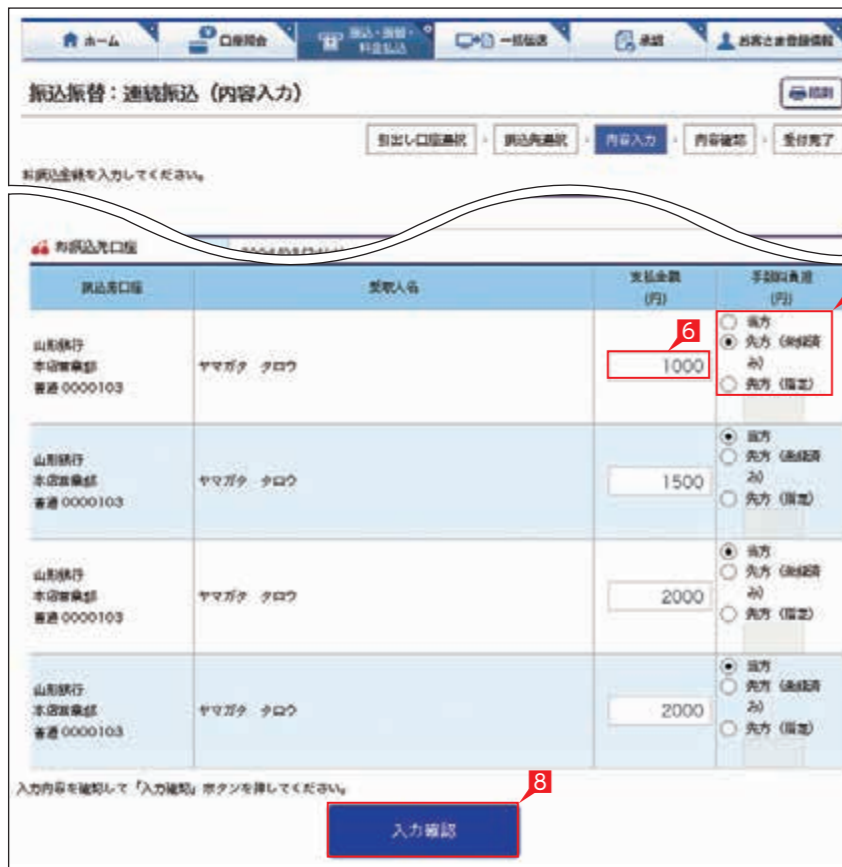 ホーム 口座照会 振込・振替・ 一括伝送 承認 お客さま登録情報
料金払込
振込振替：連続振込（内容入力） 印刷
引出し口座選択 振込先選択 内容入力 内容確認 受付完了
お振込金額を入力してください。
お振込先口座
振込先口座 受取人名 支払金額 手数料負担
(円) (円)
6
山形銀行
本店営業部
普通 0000103
ヤマガタ タロウ
1000
当方
先方（未経済
み）
先方（指定）
山形銀行
本店営業部
普通 0000103
ヤマガタ タロウ
1500
当方
先方（未経済
み）
先方（指定）
山形銀行
本店営業部
普通 0000103
ヤマガタ タロウ
2000
当方
先方（未経済
み）
先方（指定）
山形銀行
本店営業部
普通 0000103
ヤマガタ タロウ
2000
当方
先方（未経済
み）
先方（指定）
入力内容を確認して「入力確認」ボタンを押してください。
8
入力確認